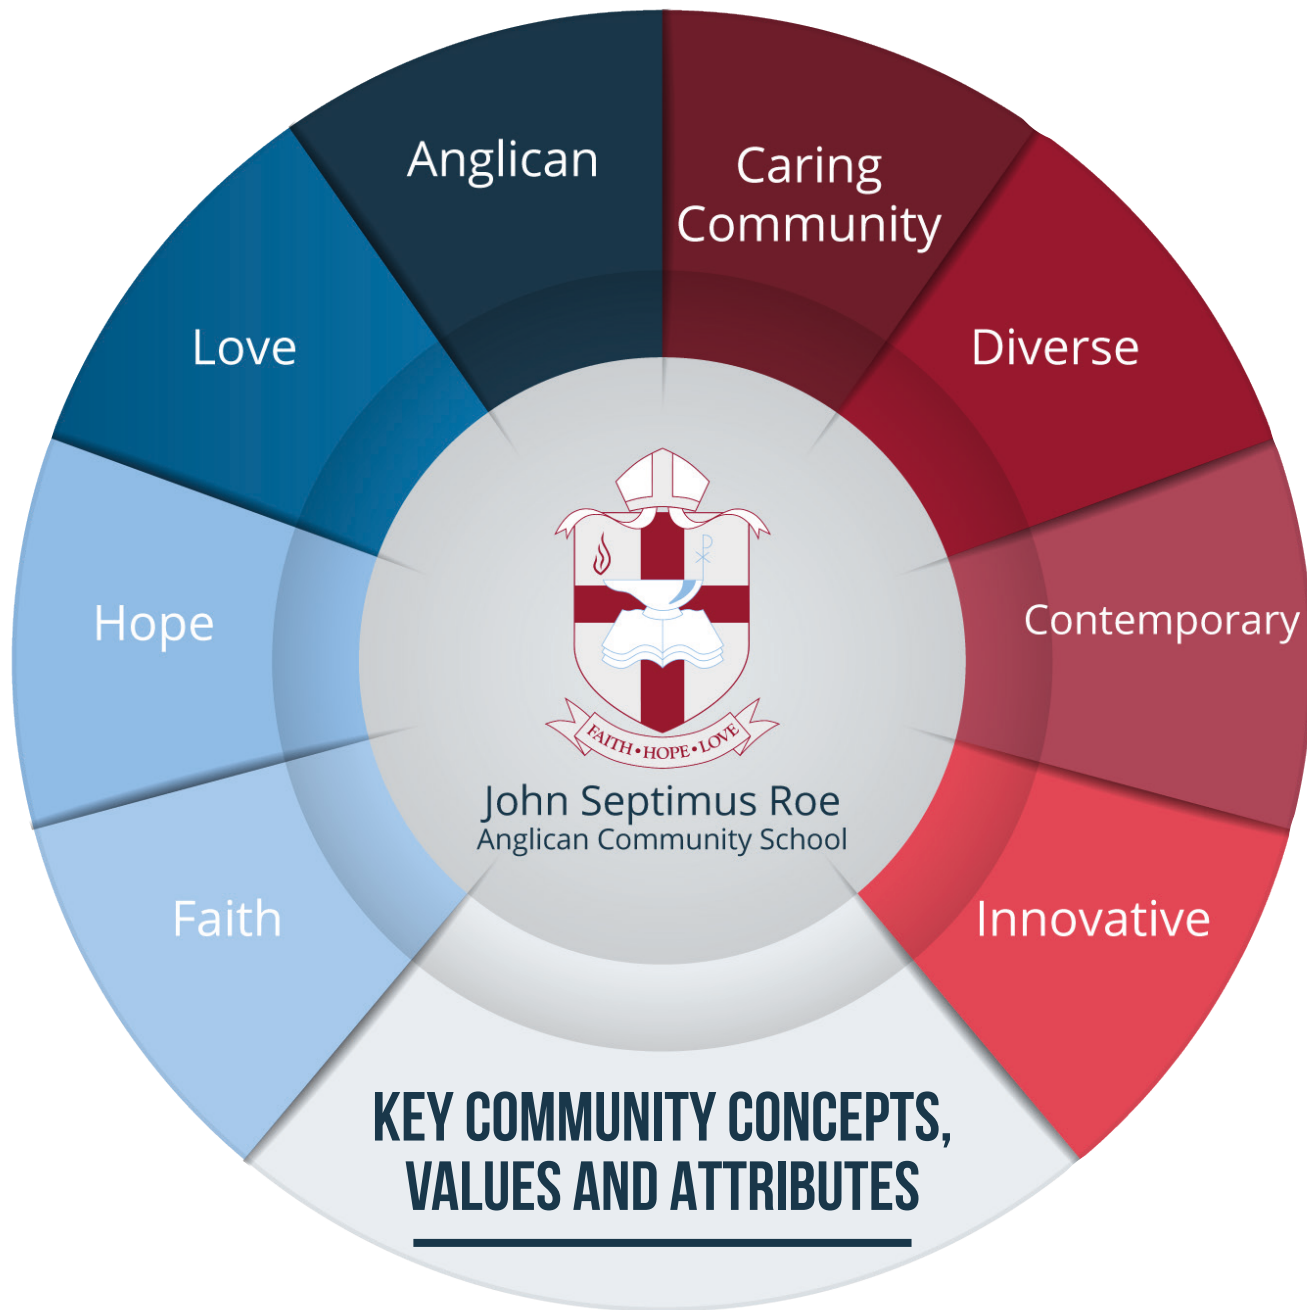 Anglican
Caring
Community
Love
Diverse
Hope
Contemporary
FAITH • HOPE • LOVE
John Septimus Roe
Anglican Community School
Faith
Innovative
KEY COMMUNITY CONCEPTS,
VALUES AND ATTRIBUTES